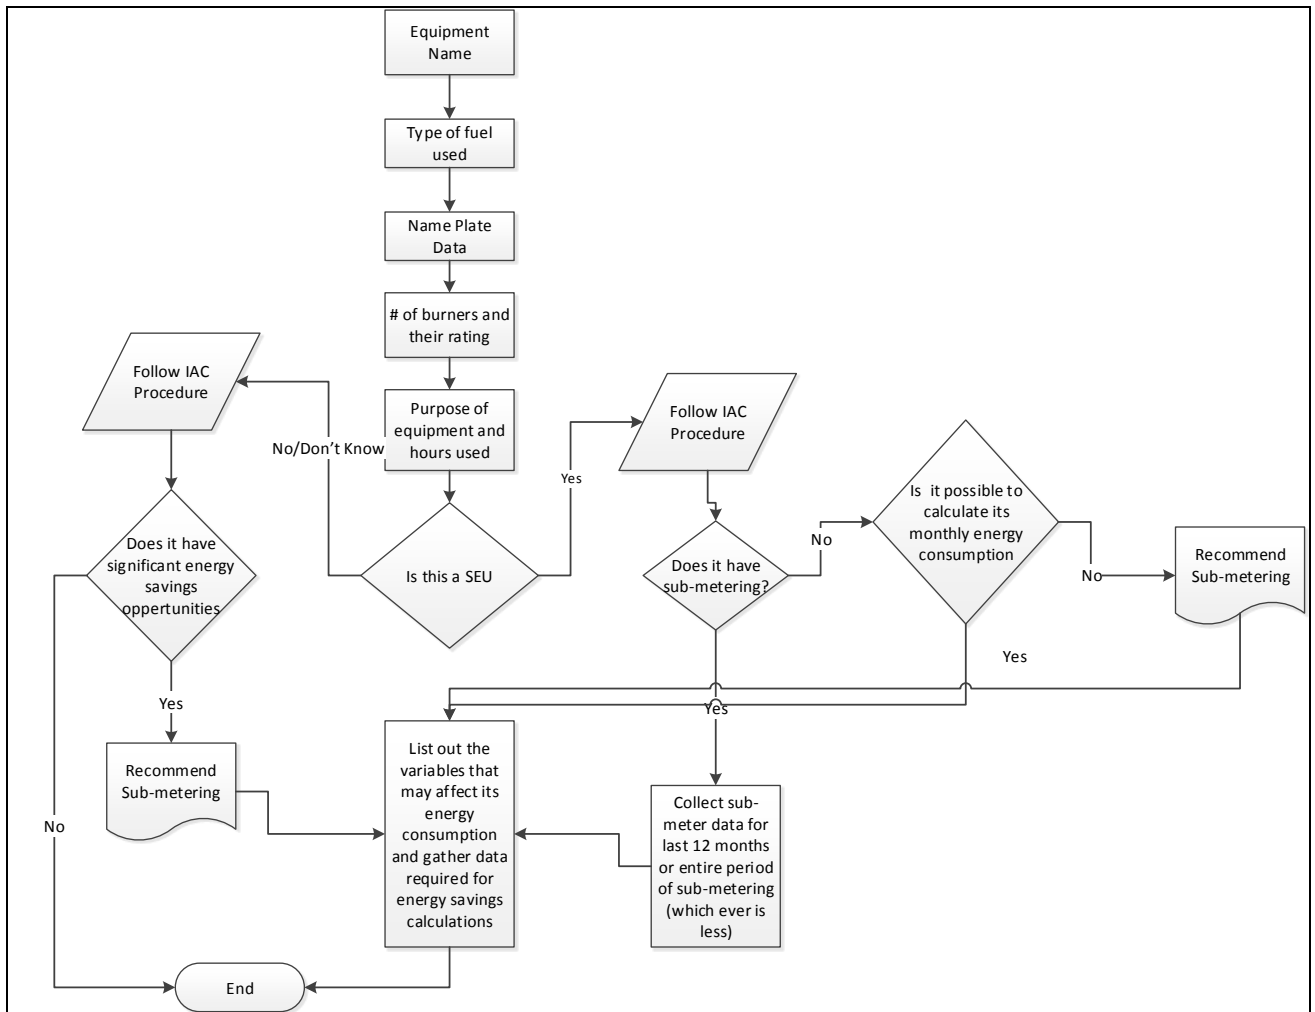 Equipment
Name
Type of fuel
used
Name Plate
Data
# of burners and
their rating
Follow IAC
Procedure
Purpose of
equipment and
hours used
No/Don't Know
Follow IAC
Procedure
Yes
Is this a SEU
Does it have
significant energy
savings
oppertunities
Does it have
sub-metering?
No
Is  it possible to
calculate its
monthly energy
consumption
No
Recommend
Sub-metering
Yes
Yes
Yes
Recommend
Sub-metering
No
List out the
variables that
may affect its
energy
consumption
and gather data
required for
energy savings
calculations
Collect sub-
meter data for
last 12 months
or entire period
of sub-metering
(which ever is
less)
End